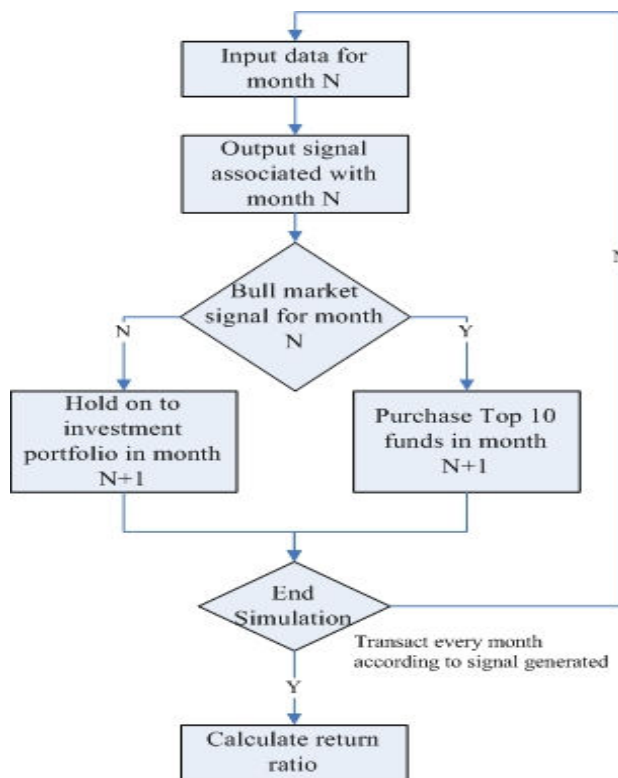 Input data for
month N
Output signal
associated with
month N
Bull market
signal for month
N
N
Y
Hold on to
investment
portfolio in month
N+1
Purchase Top 10
funds in month
N+1
N
End
Simulation
Transact every month
according to signal generated
Y
Calculate return
ratio